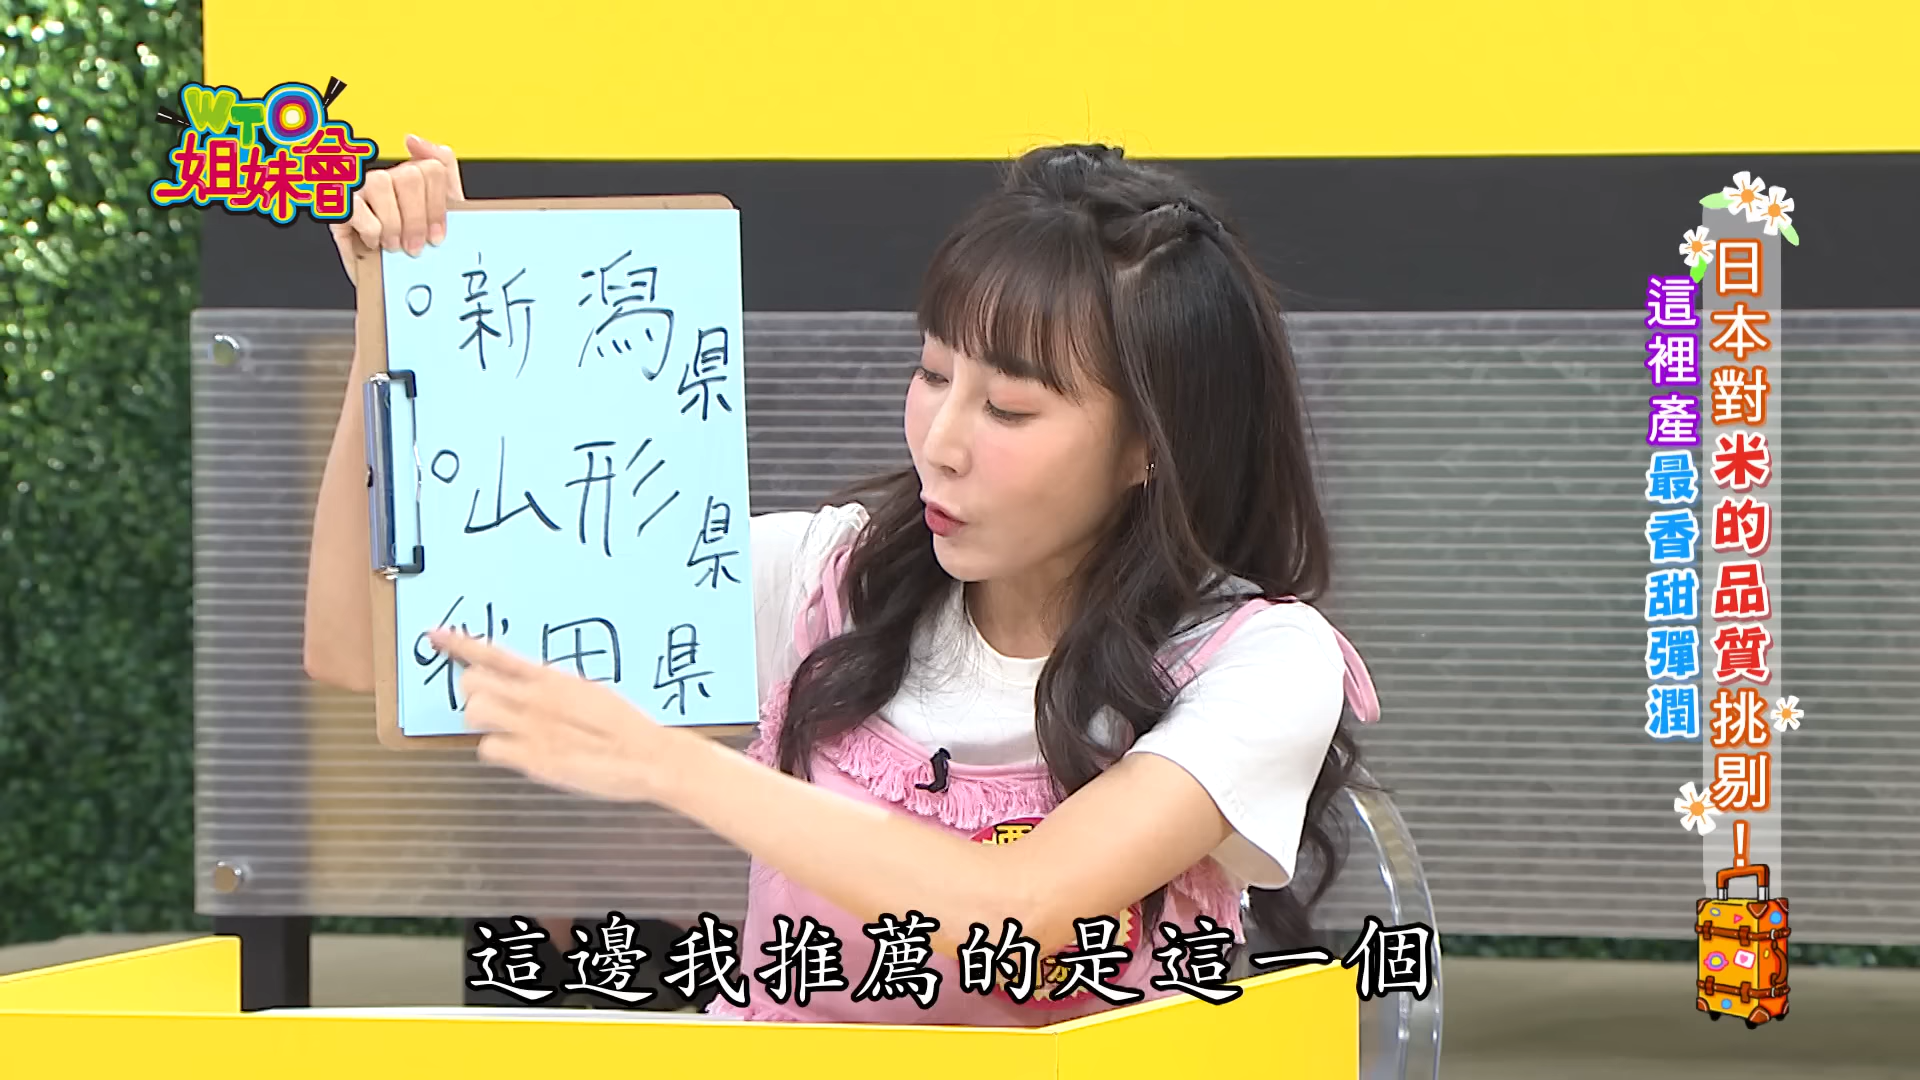 WTO
姐妹會
新潟県
山形県
秋田県
日本對米的品質挑剔！
這裡產最香甜彈潤
這邊我推薦的是這一個